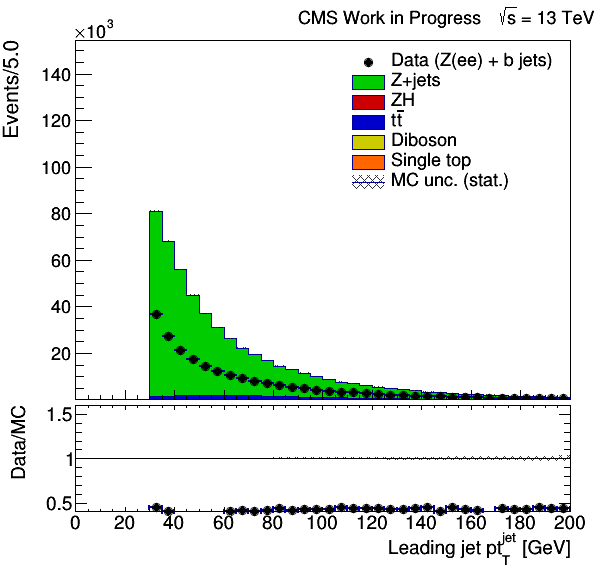 CMS Work in Progress √s = 13 TeV
×10³
Events/5.0
140
120
100
80
60
40
20
Data (Z(ee) + b jets)
Z+jets
ZH
tt̅
Diboson
Single top
MC unc. (stat.)
Data/MC
1.5
1
0.5
0 20 40 60 80 100 120 140 160 180 200
Leading jet pt_T^jet [GeV]